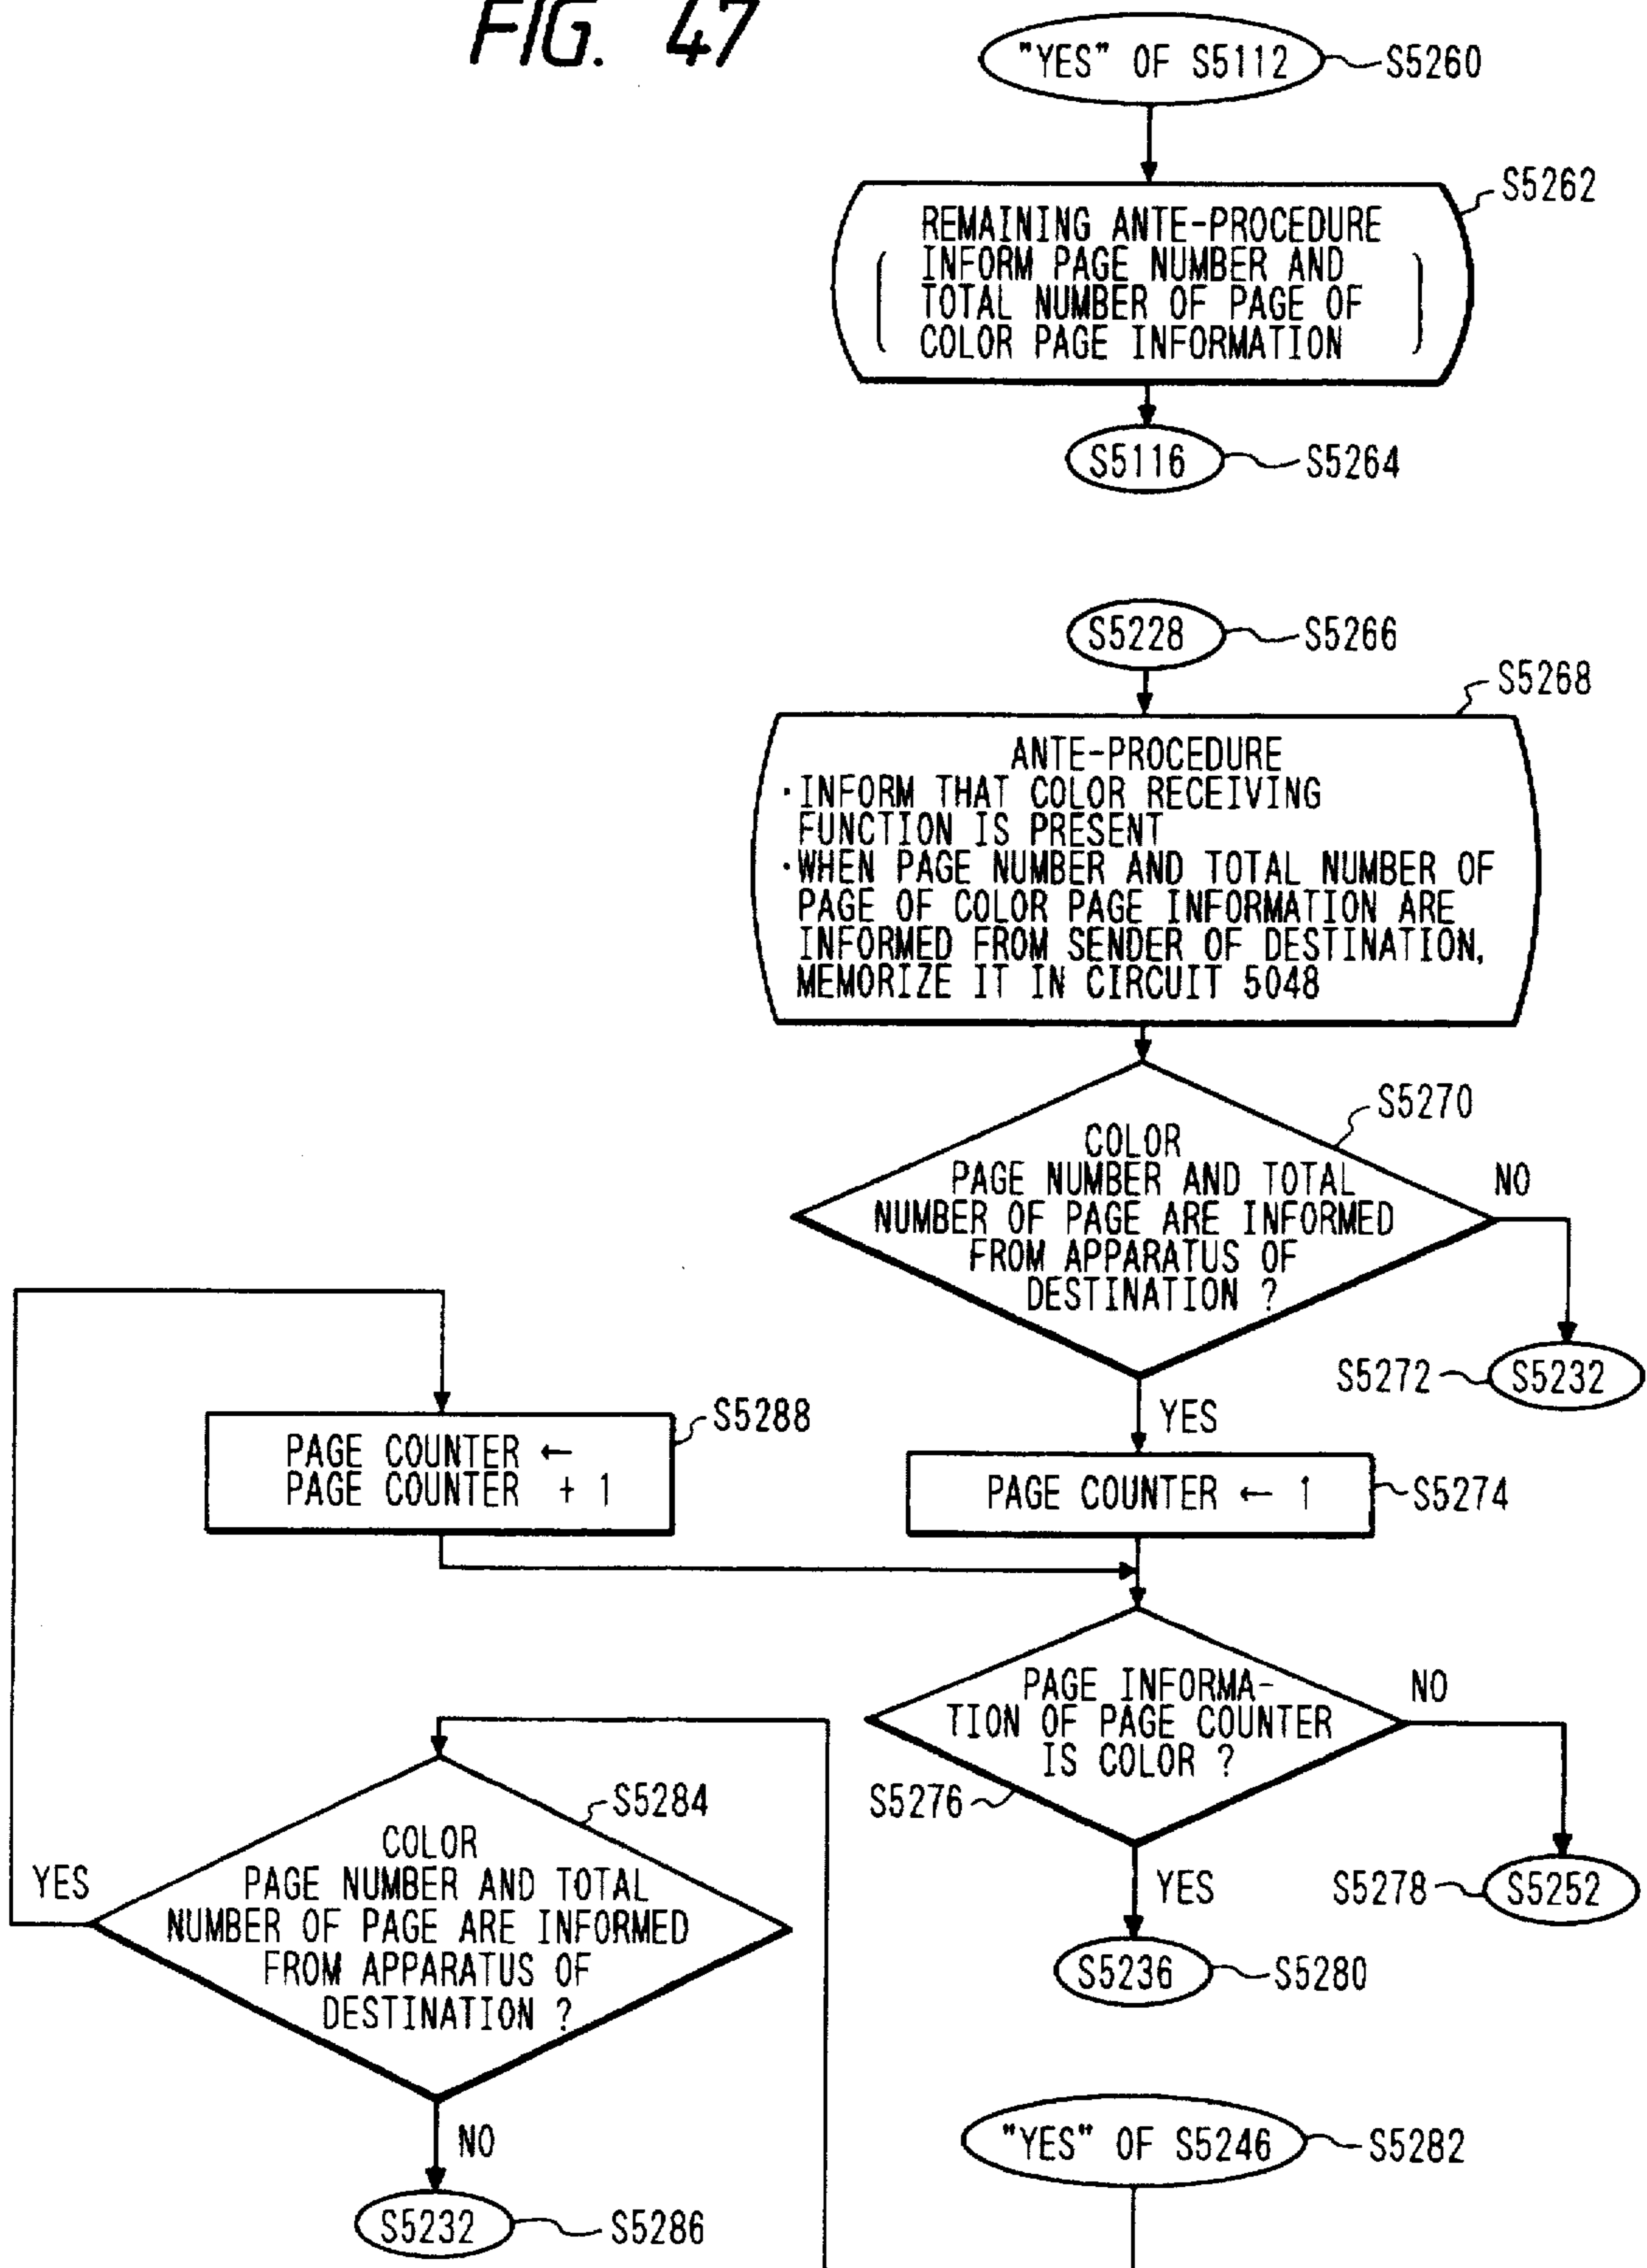 FIG. 47
"YES" OF S5112
S5260
S5262
REMAINING ANTE-PROCEDURE
INFORM PAGE NUMBER AND
TOTAL NUMBER OF PAGE OF
COLOR PAGE INFORMATION
S5116
S5264
S5228
S5266
S5268
ANTE-PROCEDURE
·INFORM THAT COLOR RECEIVING
FUNCTION IS PRESENT
·WHEN PAGE NUMBER AND TOTAL NUMBER OF
PAGE OF COLOR PAGE INFORMATION ARE
INFORMED FROM SENDER OF DESTINATION,
MEMORIZE IT IN CIRCUIT 5048
S5270
COLOR
PAGE NUMBER AND TOTAL
NUMBER OF PAGE ARE INFORMED
FROM APPARATUS OF
DESTINATION ?
NO
S5272
S5232
YES
S5288
PAGE COUNTER ←
PAGE COUNTER + 1
PAGE COUNTER ← 1
S5274
PAGE INFORMA-
TION OF PAGE COUNTER
IS COLOR ?
NO
S5276
S5278
S5252
YES
S5236
S5280
S5284
COLOR
PAGE NUMBER AND TOTAL
NUMBER OF PAGE ARE INFORMED
FROM APPARATUS OF
DESTINATION ?
YES
NO
S5232
S5286
"YES" OF S5246
S5282